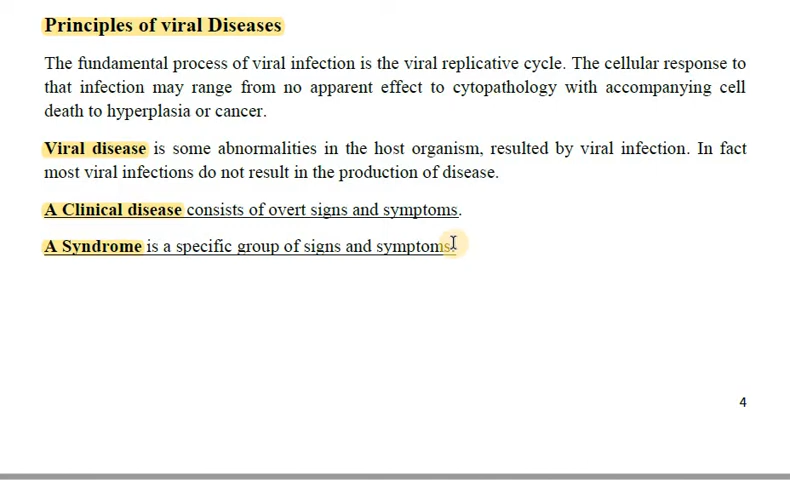 Principles of viral Diseases
The fundamental process of viral infection is the viral replicative cycle. The cellular response to
that infection may range from no apparent effect to cytopathology with accompanying cell
death to hyperplasia or cancer.
Viral disease is some abnormalities in the host organism, resulted by viral infection. In fact
most viral infections do not result in the production of disease.
A Clinical disease consists of overt signs and symptoms.
A Syndrome is a specific group of signs and symptoms.
4